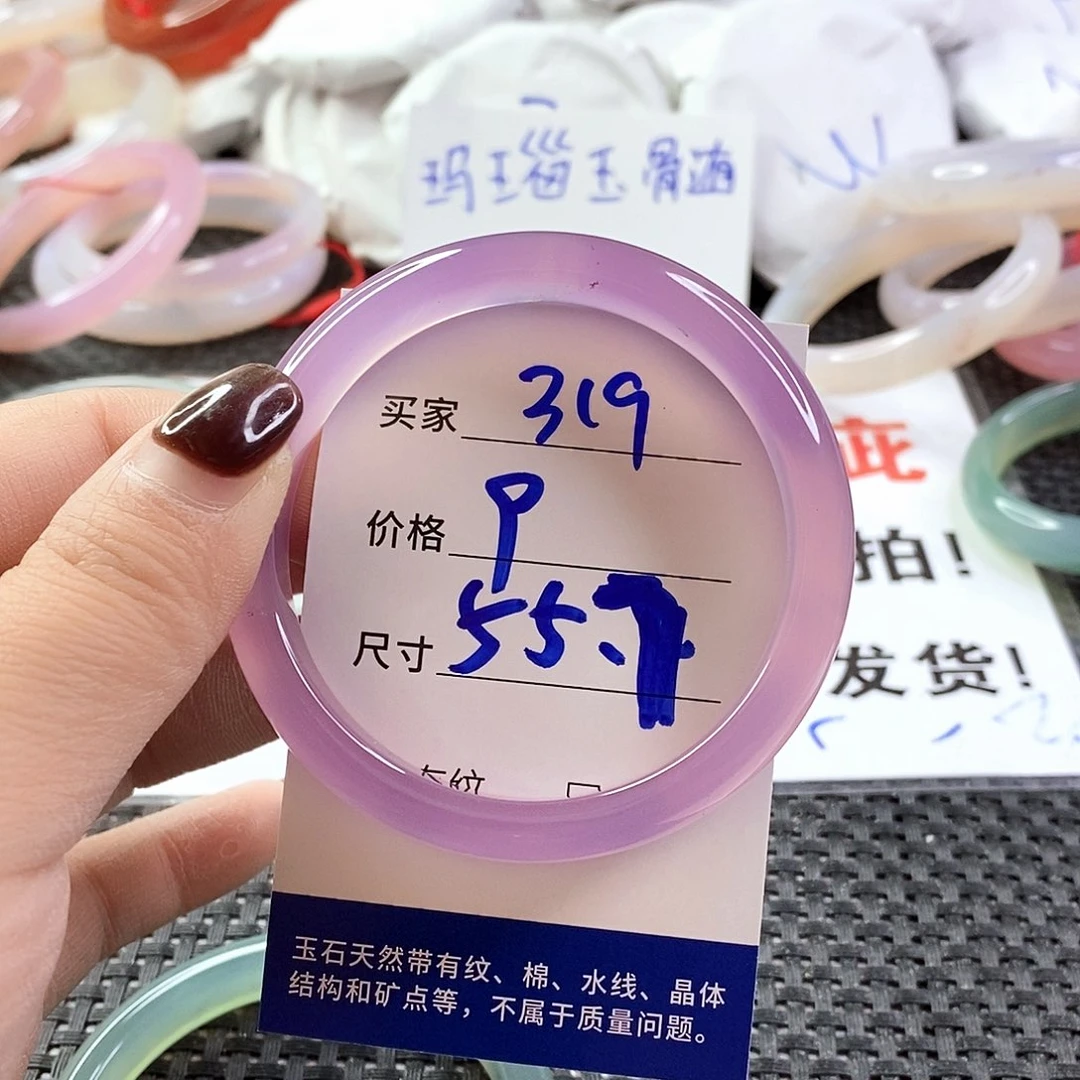 玛瑙玉骨髓
买家 319
价格 9
尺寸 55.7
有纹 □
玉石天然带有纹、棉、水线、晶体
结构和矿点等，不属于质量问题。
疵
拍！
发货！